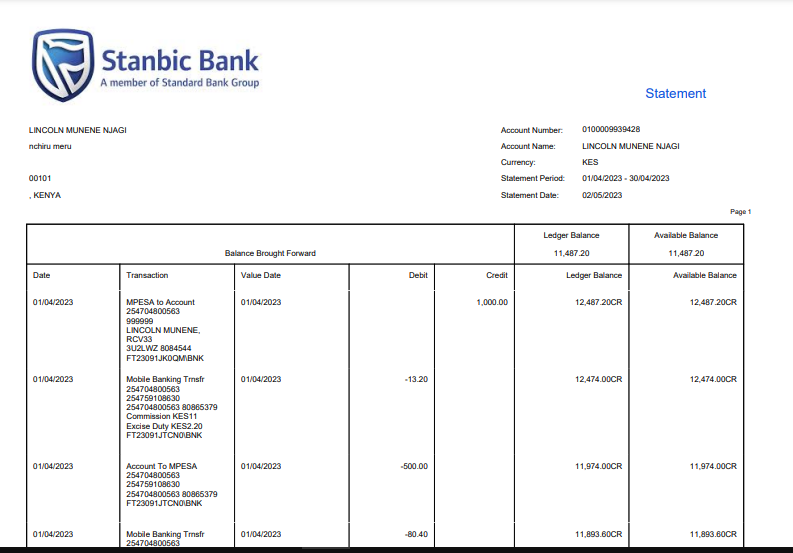 Stanbic Bank
A member of Standard Bank Group
Statement
LINCOLN MUNENE NJAGI
nchiru meru
00101
, KENYA
Account Number: 0100009939428
Account Name: LINCOLN MUNENE NJAGI
Currency: KES
Statement Period: 01/04/2023 - 30/04/2023
Statement Date: 02/05/2023
Page 1
Ledger Balance Available Balance
Balance Brought Forward 11,487.20 11,487.20
Date Transaction Value Date Debit Credit Ledger Balance Available Balance
01/04/2023 MPESA to Account 01/04/2023 1,000.00 12,487.20CR 12,487.20CR
254704800563
999999
LINCOLN MUNENE,
RCV33
3U2LWZ 8084544
FT23091JK0QM\BNK
01/04/2023 Mobile Banking Trnsfr 01/04/2023 -13.20 12,474.00CR 12,474.00CR
254704800563
254759108630
254704800563 80865379
Commission KES11
Excise Duty KES2.20
FT23091JTCN0\BNK
01/04/2023 Account To MPESA 01/04/2023 -500.00 11,974.00CR 11,974.00CR
254704800563
254759108630
254704800563 80865379
FT23091JTCN0\BNK
01/04/2023 Mobile Banking Trnsfr 01/04/2023 -80.40 11,893.60CR 11,893.60CR
254704800563